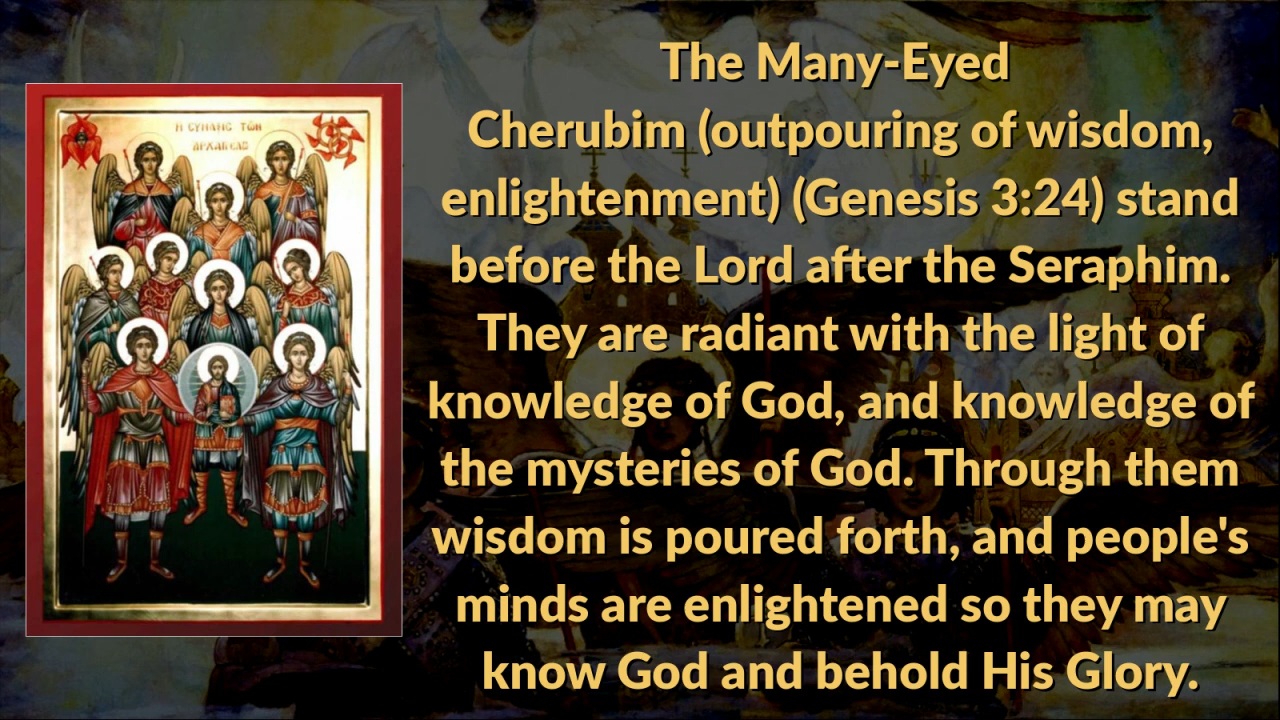 Η СΥΝΑΞΙС ΤΩΝ
ΑΡΧΑΓΓΕΛΩΝ
The Many-Eyed
Cherubim (outpouring of wisdom,
enlightenment) (Genesis 3:24) stand
before the Lord after the Seraphim.
They are radiant with the light of
knowledge of God, and knowledge of
the mysteries of God. Through them
wisdom is poured forth, and people's
minds are enlightened so they may
know God and behold His Glory.